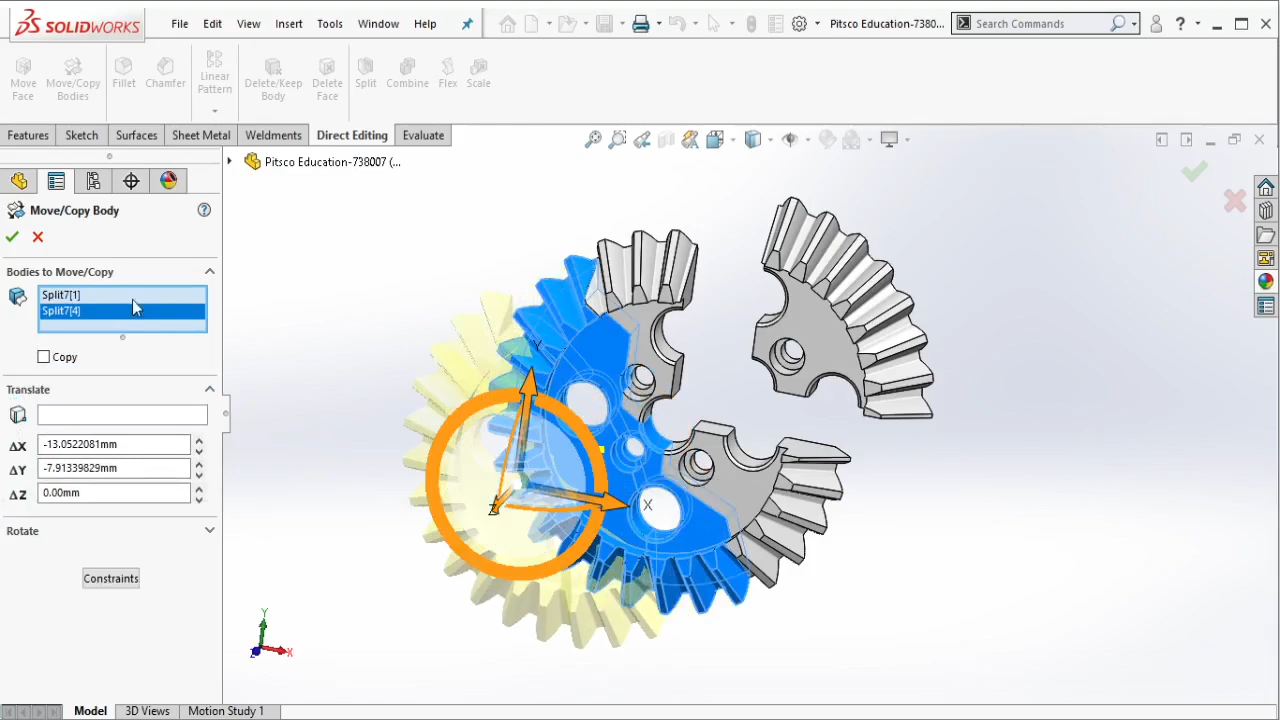 SOLIDWORKS File Edit View Insert Tools Window Help Pitsco Education-7380... Search Commands ?
Move Face Move/Copy Bodies Fillet Chamfer Linear Pattern Delete/Keep Body Delete Face Split Combine Flex Scale
Features Sketch Surfaces Sheet Metal Weldments Direct Editing Evaluate
Pitsco Education-738007 (...
Move/Copy Body ?
Bodies to Move/Copy
Split7[1]
Split7[4]
Copy
Translate
ΔX -13.0522081mm
ΔY -7.91339829mm
ΔZ 0.00mm
Rotate
Constraints
Y
X
Z
Y
X
Z
Model 3D Views Motion Study 1